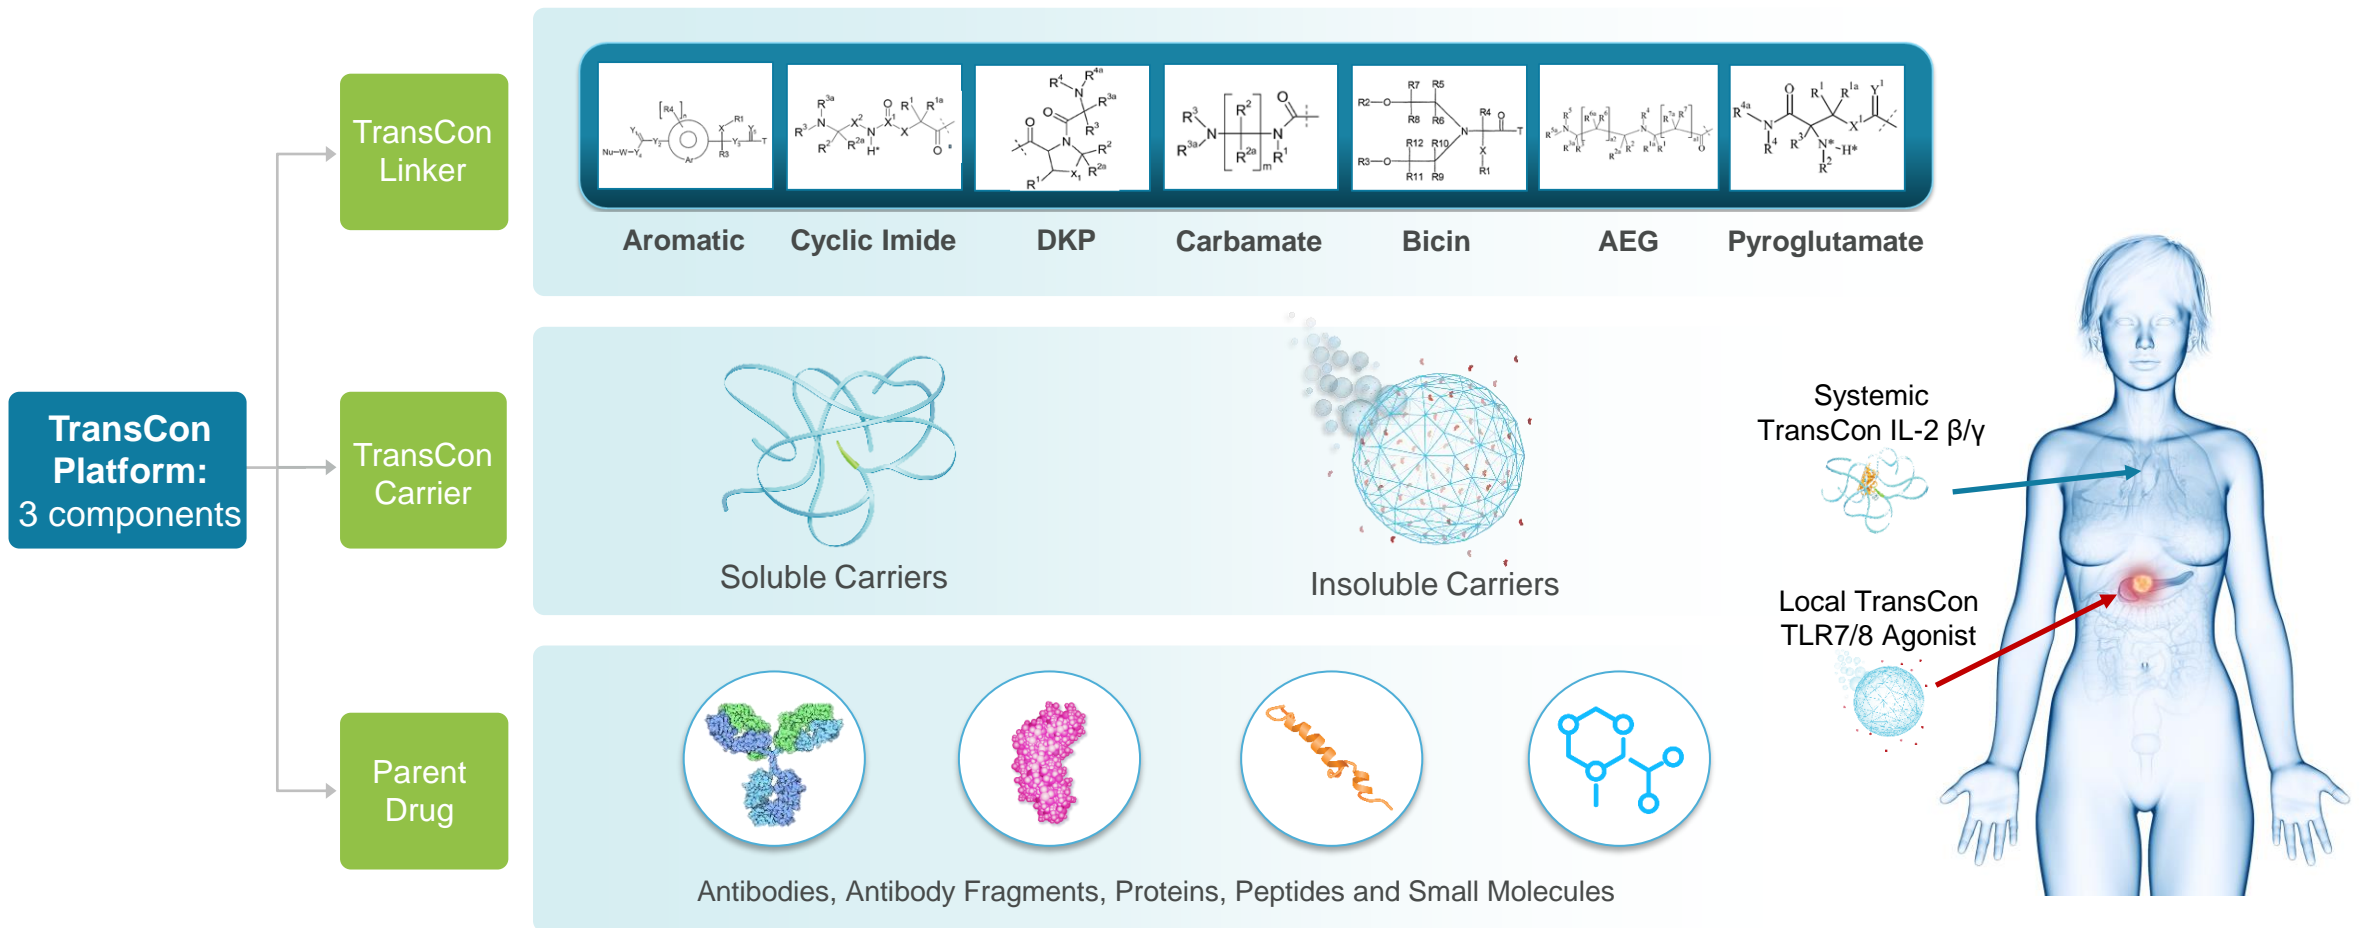 TransCon
Platform:
3 components
TransCon
Linker
Aromatic
Cyclic Imide
DKP
Carbamate
Bicin
AEG
Pyroglutamate
TransCon
Carrier
Soluble Carriers
Insoluble Carriers
Parent
Drug
Antibodies, Antibody Fragments, Proteins, Peptides and Small Molecules
Systemic
TransCon IL-2 β/γ
Local TransCon
TLR7/8 Agonist